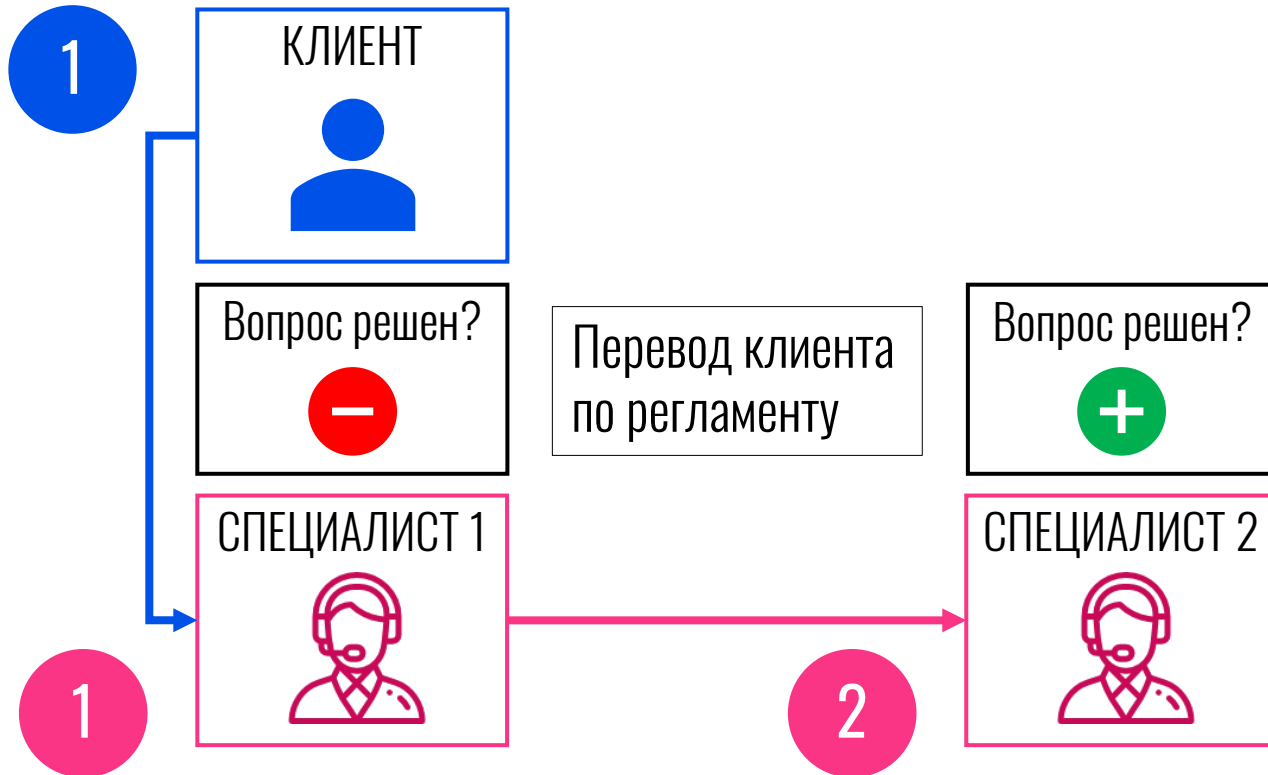 1
КЛИЕНТ
Вопрос решен?
Перевод клиента
по регламенту
Вопрос решен?
СПЕЦИАЛИСТ 1
СПЕЦИАЛИСТ 2
1
2